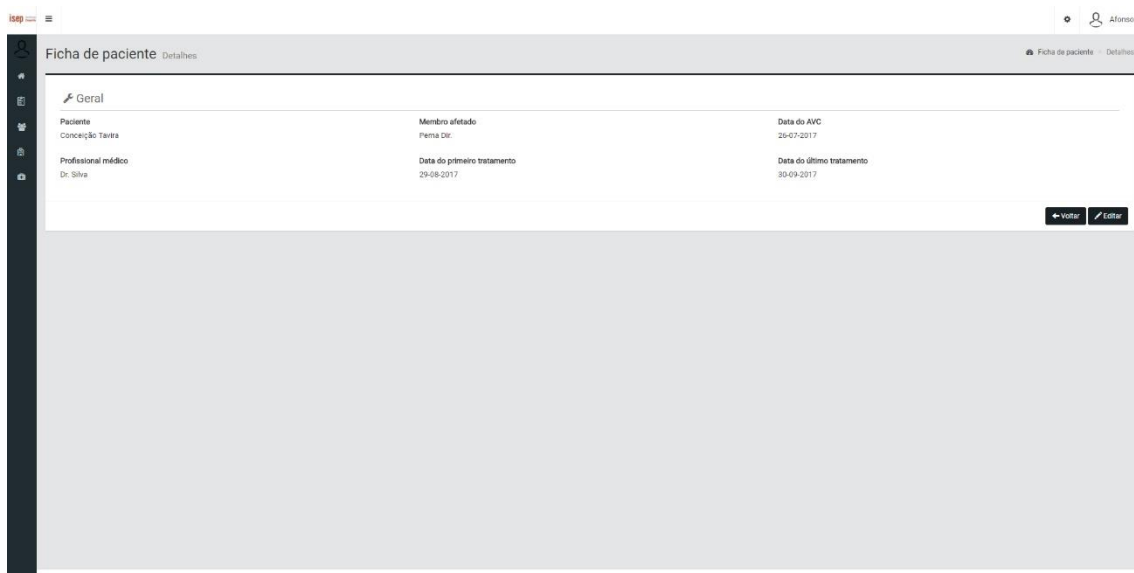 isep
Afonso
Ficha de paciente Detalhes
Ficha de paciente > Detalhes
Geral
Paciente Membro afetado Data do AVC
Conceição Tavira Perna Dir. 26-07-2017
Profissional médico Data do primeiro tratamento Data do último tratamento
Dr. Silva 29-08-2017 30-09-2017
Voltar Editar